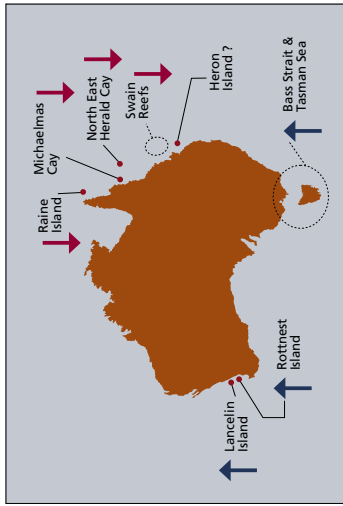 Raine
Island
Michaelmas
Cay
North East
Herald Cay
Swain
Reefs
Heron
Island ?
Bass Strait &
Tasman Sea
Lancelin
Island
Rottnest
Island